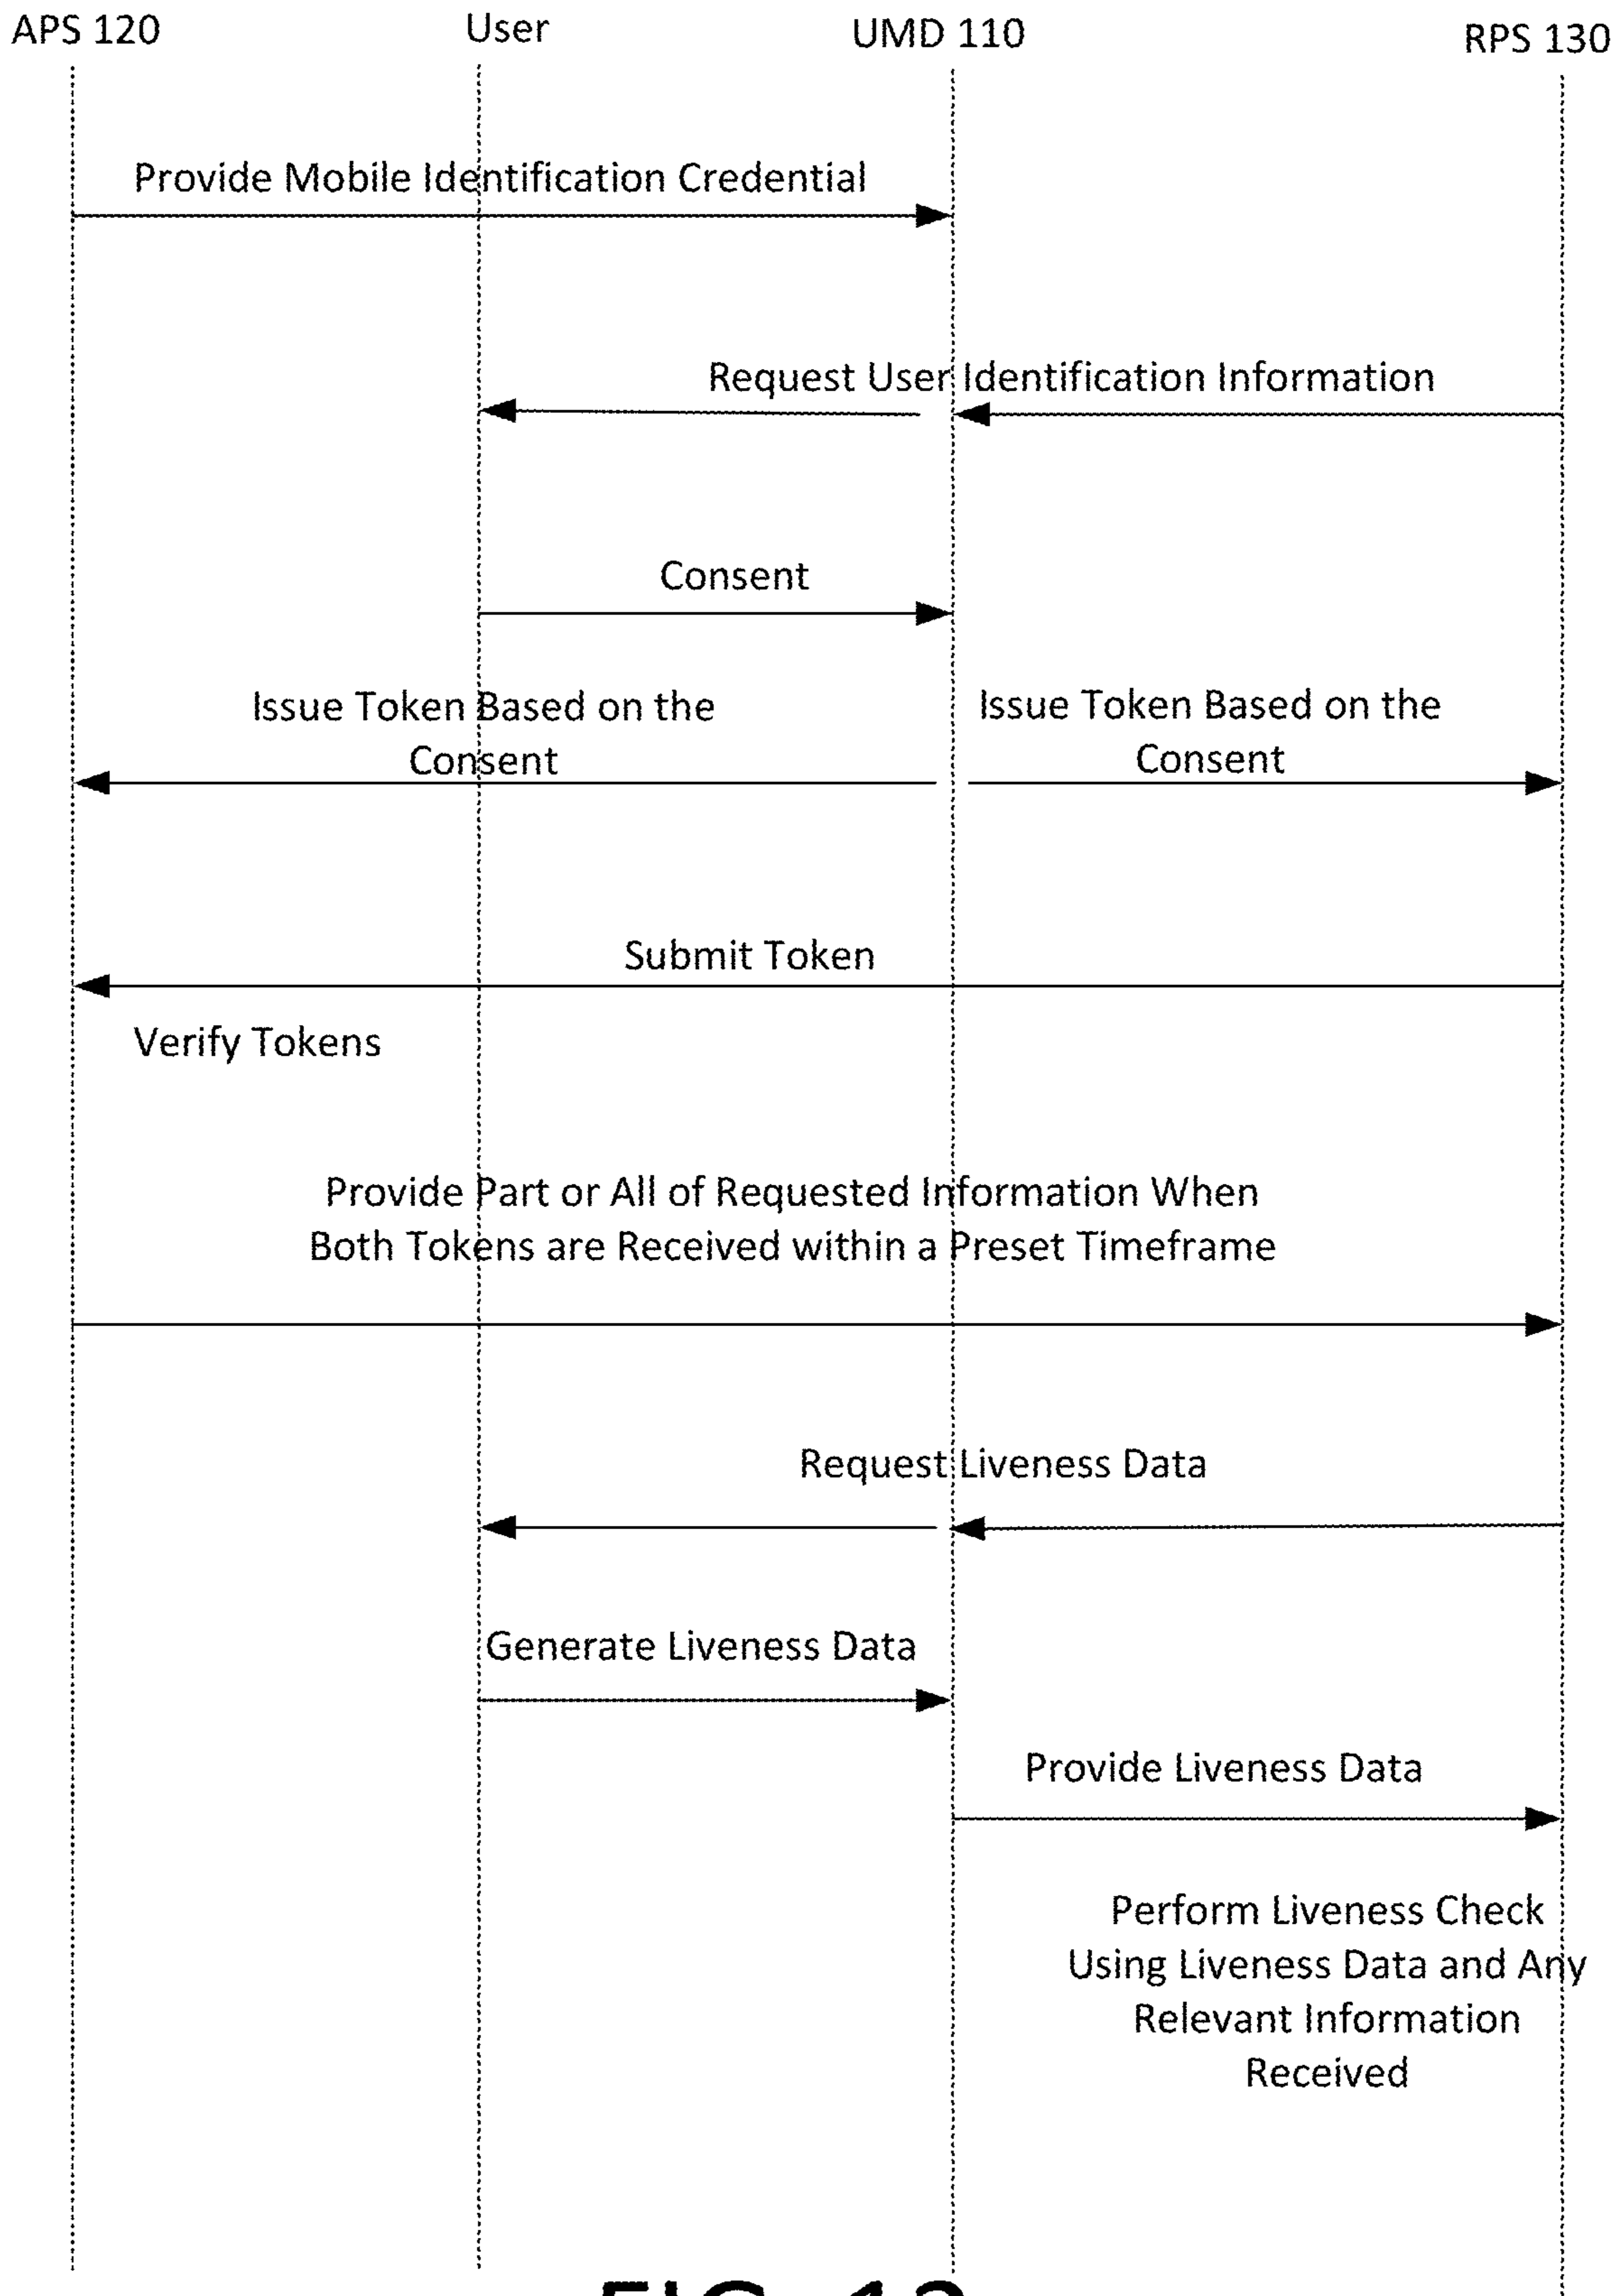 APS 120
User
UMD 110
RPS 130
Provide Mobile Identification Credential
Request User Identification Information
Consent
Issue Token Based on the
Consent
Issue Token Based on the
Consent
Submit Token
Verify Tokens
Provide Part or All of Requested Information When
Both Tokens are Received within a Preset Timeframe
Request Liveness Data
Generate Liveness Data
Provide Liveness Data
Perform Liveness Check
Using Liveness Data and Any
Relevant Information
Received